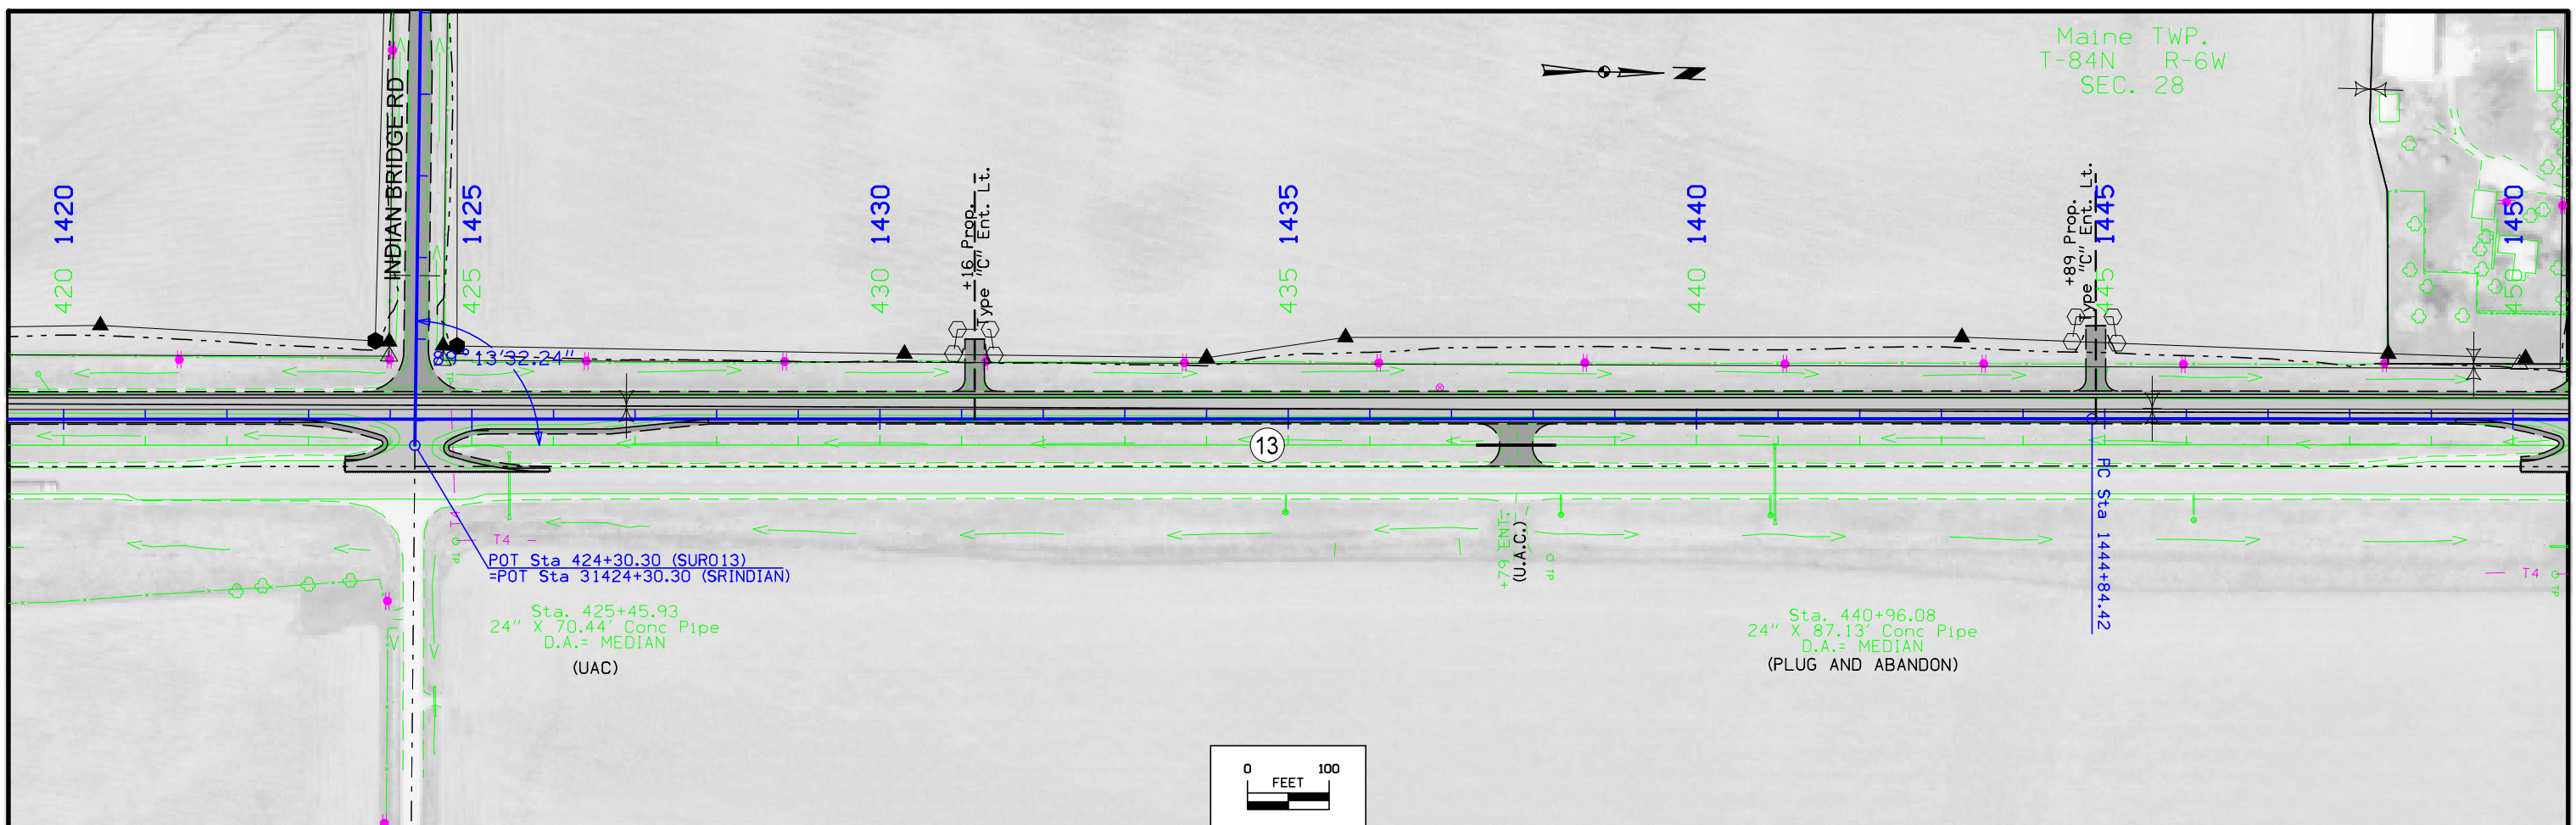 Maine TWP.
T-84N R-6W
SEC. 28
N
INDIAN BRIDGE RD
1420
1425
1430
1435
1440
1445
1450
420
425
430
435
440
445
450
+16 Prop.
Type "C" Ent. Lt.
+89 Prop.
Type "C" Ent. Lt.
89° 13'32.24"
13
T4
T4
TP
POT Sta 424+30.30 (SUR013)
=POT Sta 31424+30.30 (SRINDIAN)
Sta. 425+45.93
24" X 70.44' Conc Pipe
D.A.= MEDIAN
(UAC)
+79 ENT.
(U.A.C.)
TP
Sta. 440+96.08
24" X 87.13' Conc Pipe
D.A.= MEDIAN
(PLUG AND ABANDON)
PC Sta 1444+84.42
T4
TP
0 100
FEET